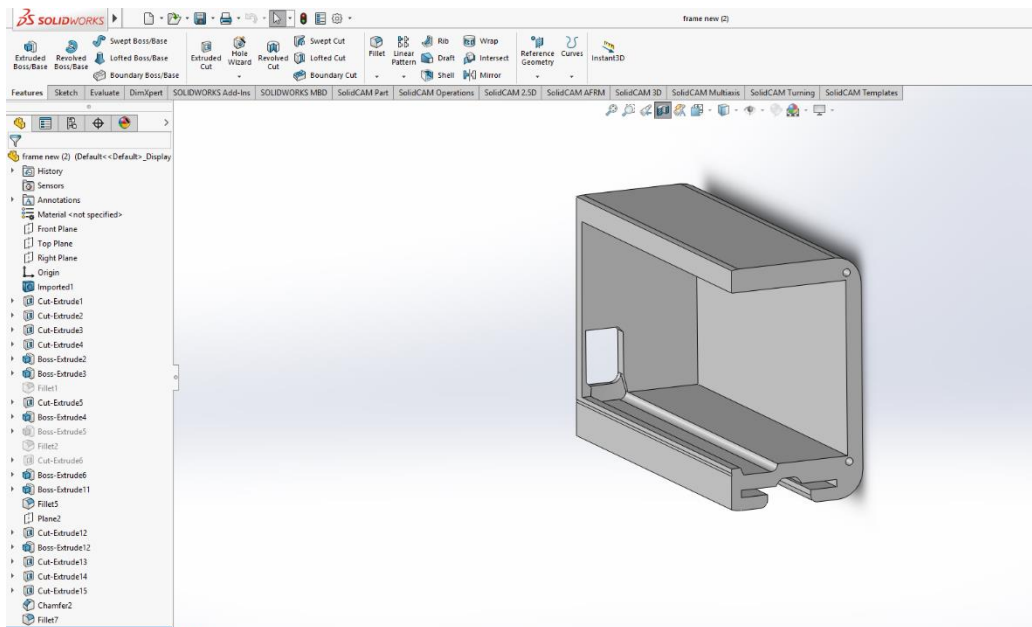 SOLIDWORKS
frame new (2)
Extruded Boss/Base
Revolved Boss/Base
Swept Boss/Base
Lofted Boss/Base
Boundary Boss/Base
Extruded Cut
Hole Wizard
Revolved Cut
Swept Cut
Lofted Cut
Boundary Cut
Fillet
Linear Pattern
Rib
Draft
Shell
Wrap
Intersect
Mirror
Reference Geometry
Curves
Instant3D
Features Sketch Evaluate DimXpert SOLIDWORKS Add-Ins SOLIDWORKS MBD SolidCAM Part SolidCAM Operations SolidCAM 2.5D SolidCAM AFRM SolidCAM 3D SolidCAM Multiaxis SolidCAM Turning SolidCAM Templates
frame new (2) (Default<<Default>_Display
History
Sensors
Annotations
Material <not specified>
Front Plane
Top Plane
Right Plane
Origin
Imported1
Cut-Extrude1
Cut-Extrude2
Cut-Extrude3
Cut-Extrude4
Boss-Extrude2
Boss-Extrude3
Fillet1
Cut-Extrude5
Boss-Extrude4
Boss-Extrude5
Fillet2
Cut-Extrude6
Boss-Extrude6
Boss-Extrude11
Fillet5
Plane2
Cut-Extrude12
Boss-Extrude12
Cut-Extrude13
Cut-Extrude14
Cut-Extrude15
Chamfer2
Fillet7